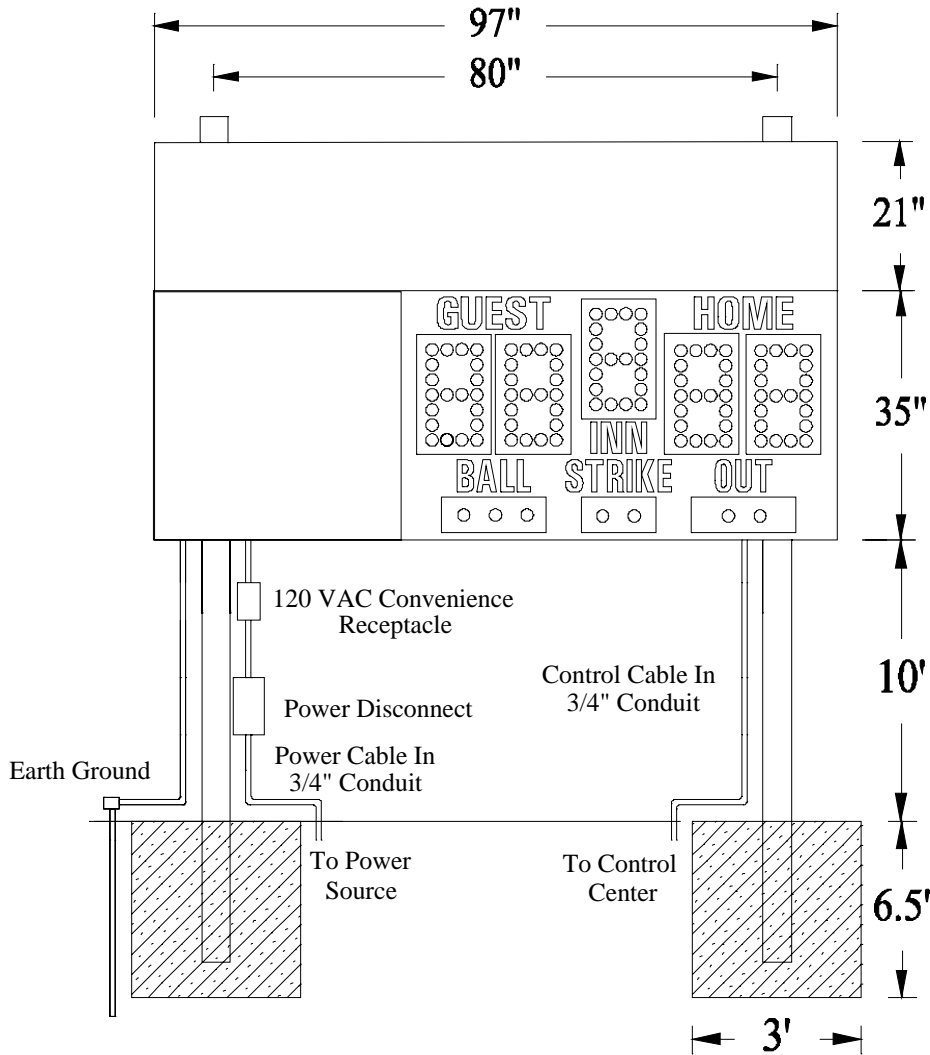 97"
80"
21"
GUEST
HOME
INN
35"
BALL
STRIKE
OUT
120 VAC Convenience
Receptacle
Control Cable In
3/4" Conduit
10'
Power Disconnect
Power Cable In
3/4" Conduit
Earth Ground
To Power
Source
To Control
Center
6.5'
3'